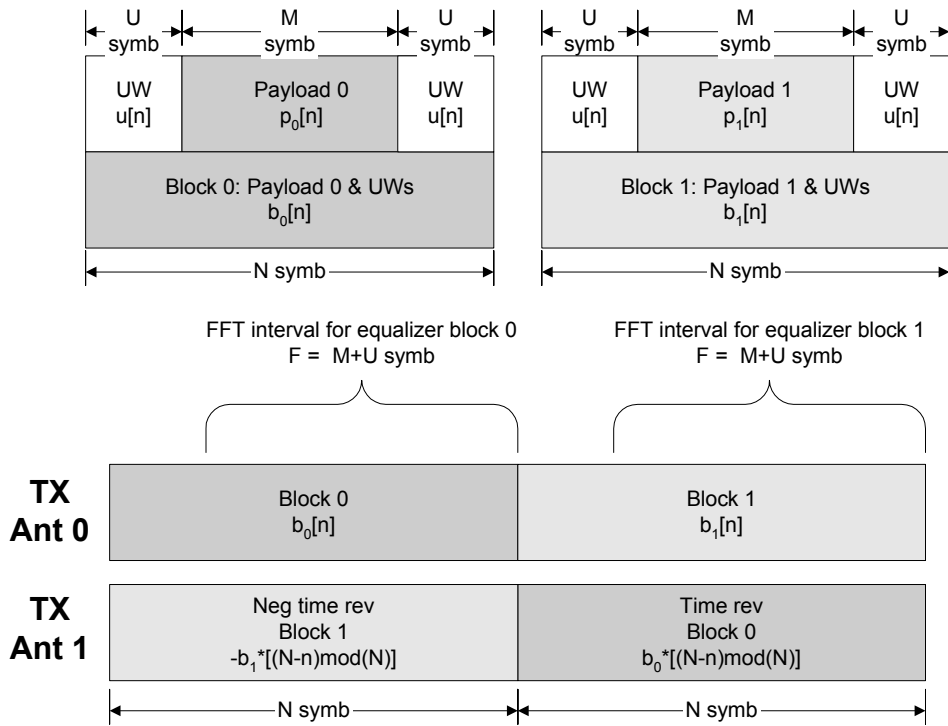 U
symb
M
symb
U
symb
U
symb
M
symb
U
symb
UW
u[n]
Payload 0
p0[n]
UW
u[n]
UW
u[n]
Payload 1
p1[n]
UW
u[n]
Block 0: Payload 0 & UWs
b0[n]
Block 1: Payload 1 & UWs
b1[n]
N symb
N symb
FFT interval for equalizer block 0
F = M+U symb
FFT interval for equalizer block 1
F = M+U symb
TX
Ant 0
Block 0
b0[n]
Block 1
b1[n]
TX
Ant 1
Neg time rev
Block 1
-b1*[(N-n)mod(N)]
Time rev
Block 0
b0*[(N-n)mod(N)]
N symb
N symb